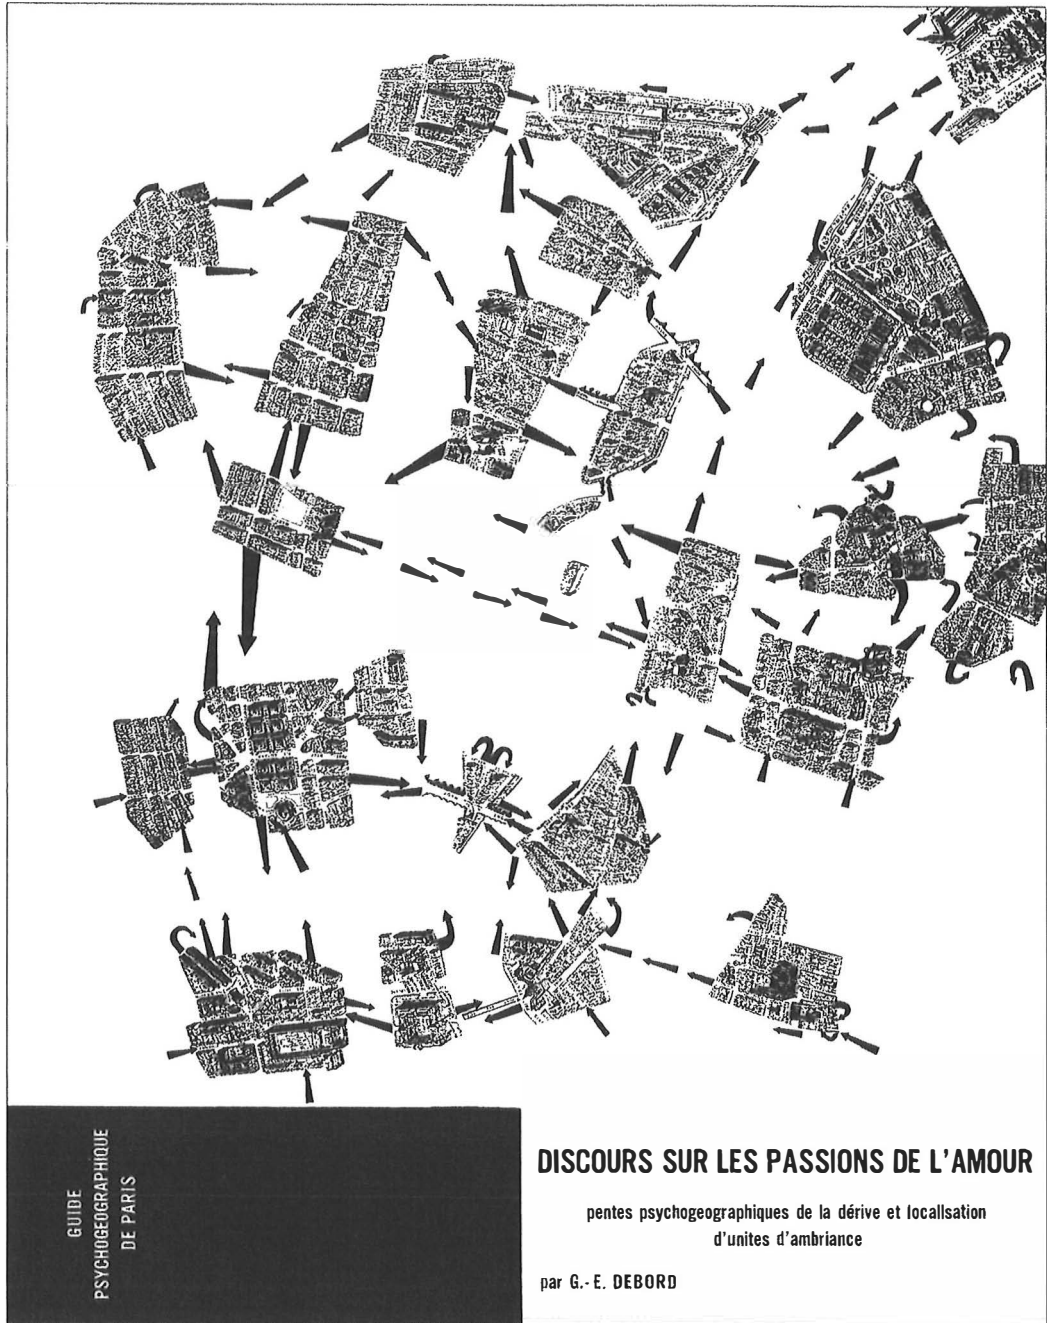 GUIDE
PSYCHOGEOGRAPHIQUE
DE PARIS
DISCOURS SUR LES PASSIONS DE L'AMOUR
pentes psychogeographiques de la dérive et localisation
d'unites d'ambriance
par G.-E. DEBORD